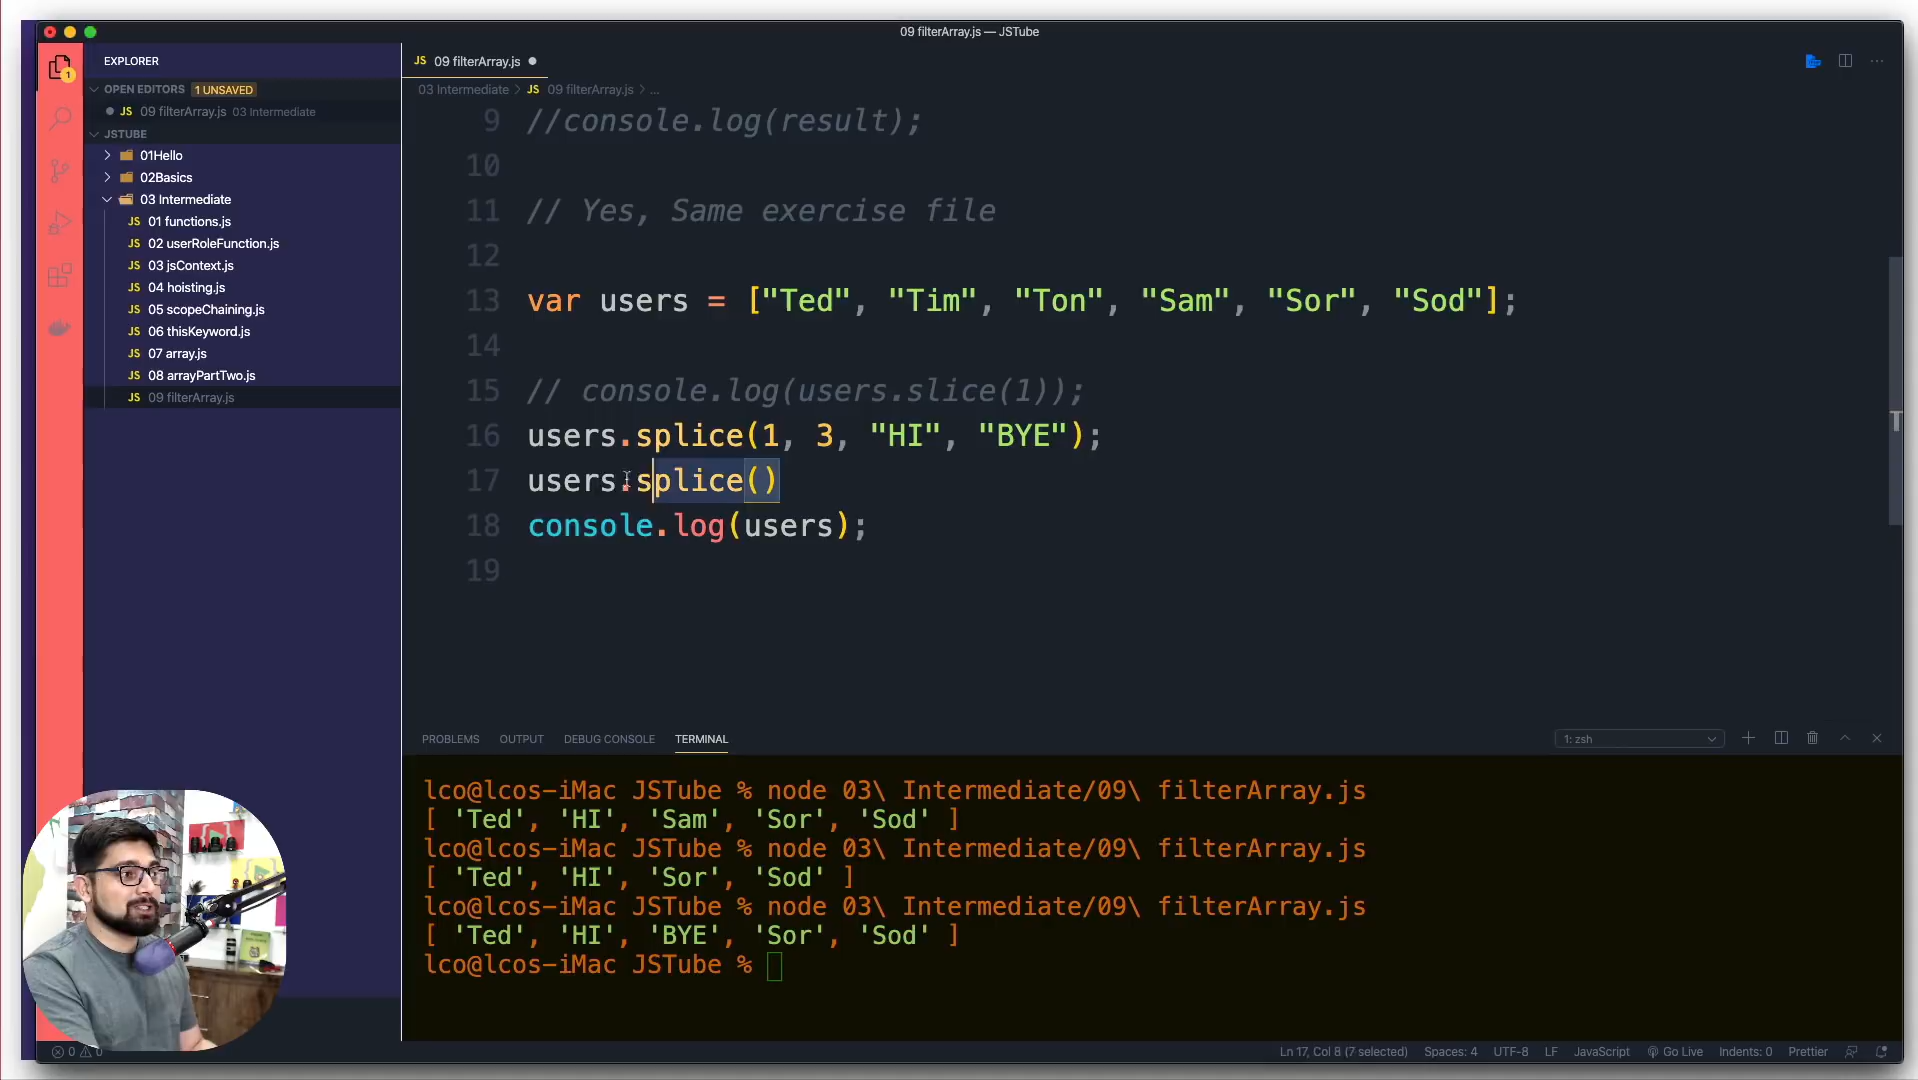 09 filterArray.js — JSTube
EXPLORER
OPEN EDITORS 1 UNSAVED
JS 09 filterArray.js 03 Intermediate
JSTUBE
01Hello
02Basics
03 Intermediate
JS 01 functions.js
JS 02 userRoleFunction.js
JS 03 jsContext.js
JS 04 hoisting.js
JS 05 scopeChaining.js
JS 06 thisKeyword.js
JS 07 array.js
JS 08 arrayPartTwo.js
JS 09 filterArray.js
1
JS 09 filterArray.js
03 Intermediate > JS 09 filterArray.js > ...
9 //console.log(result);
10
11 // Yes, Same exercise file
12
13 var users = ["Ted", "Tim", "Ton", "Sam", "Sor", "Sod"];
14
15 // console.log(users.slice(1));
16 users.splice(1, 3, "HI", "BYE");
17 users.splice()
18 console.log(users);
19
PROBLEMS OUTPUT DEBUG CONSOLE TERMINAL 1: zsh
lco@lcos-iMac JSTube % node 03\ Intermediate/09\ filterArray.js
[ 'Ted', 'HI', 'Sam', 'Sor', 'Sod' ]
lco@lcos-iMac JSTube % node 03\ Intermediate/09\ filterArray.js
[ 'Ted', 'HI', 'Sor', 'Sod' ]
lco@lcos-iMac JSTube % node 03\ Intermediate/09\ filterArray.js
[ 'Ted', 'HI', 'BYE', 'Sor', 'Sod' ]
lco@lcos-iMac JSTube %
0 0 Ln 17, Col 8 (7 selected) Spaces: 4 UTF-8 LF JavaScript Go Live Indents: 0 Prettier